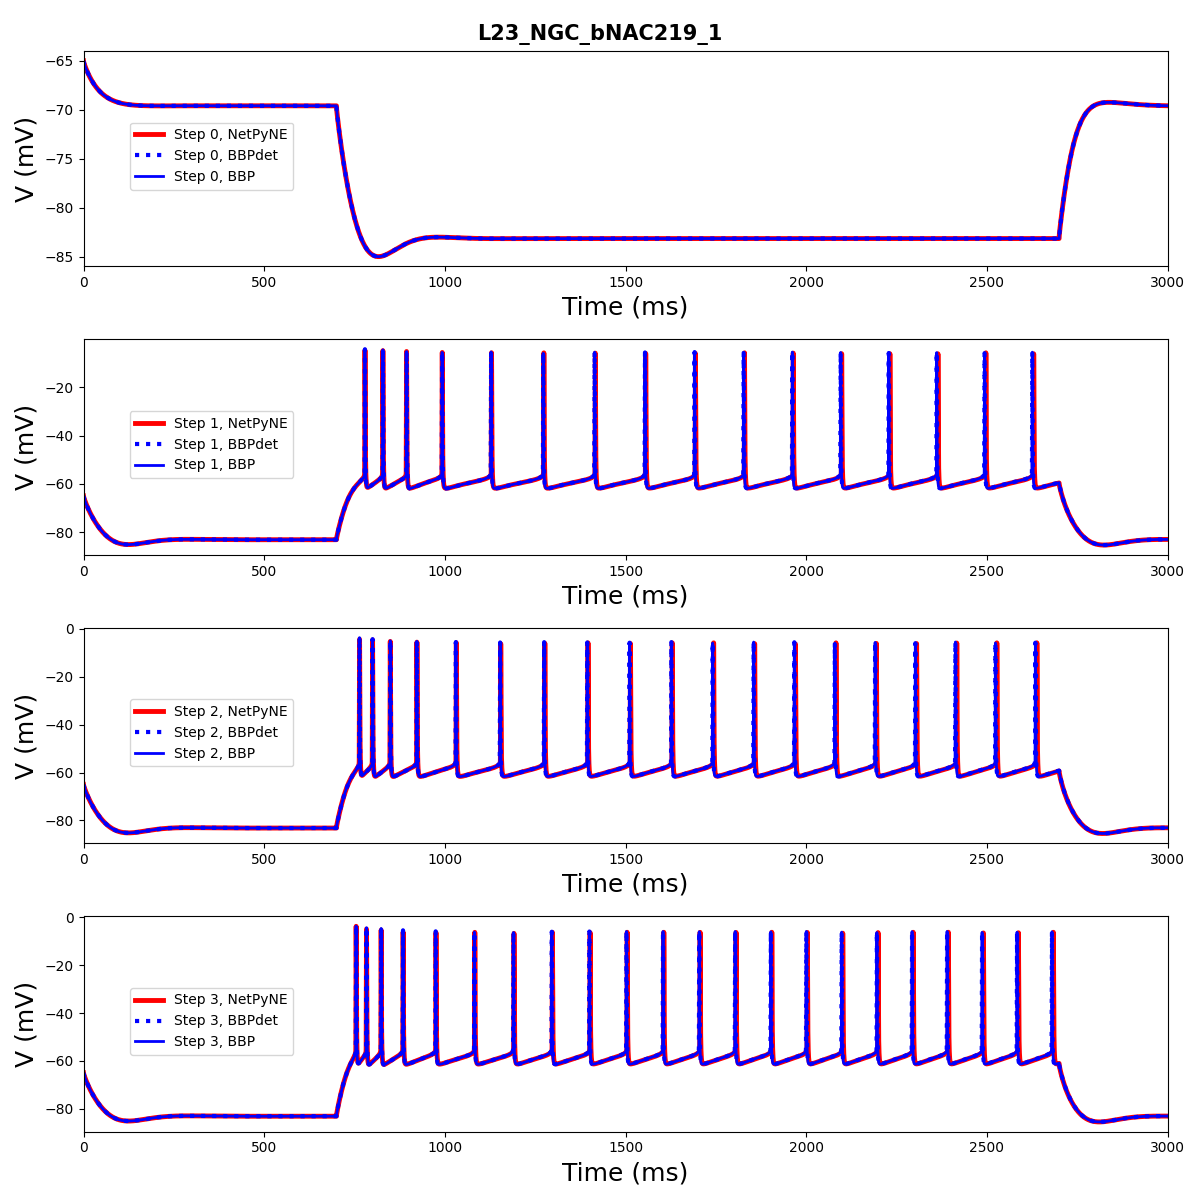 L23_NGC_bNAC219_1
−65
−70
−75
−80
−85
V (mV)
Step 0, NetPyNE
Step 0, BBPdet
Step 0, BBP
0 500 1000 1500 2000 2500 3000
Time (ms)
−20
−40
−60
−80
V (mV)
Step 1, NetPyNE
Step 1, BBPdet
Step 1, BBP
0 500 1000 1500 2000 2500 3000
Time (ms)
0
−20
−40
−60
−80
V (mV)
Step 2, NetPyNE
Step 2, BBPdet
Step 2, BBP
0 500 1000 1500 2000 2500 3000
Time (ms)
0
−20
−40
−60
−80
V (mV)
Step 3, NetPyNE
Step 3, BBPdet
Step 3, BBP
0 500 1000 1500 2000 2500 3000
Time (ms)